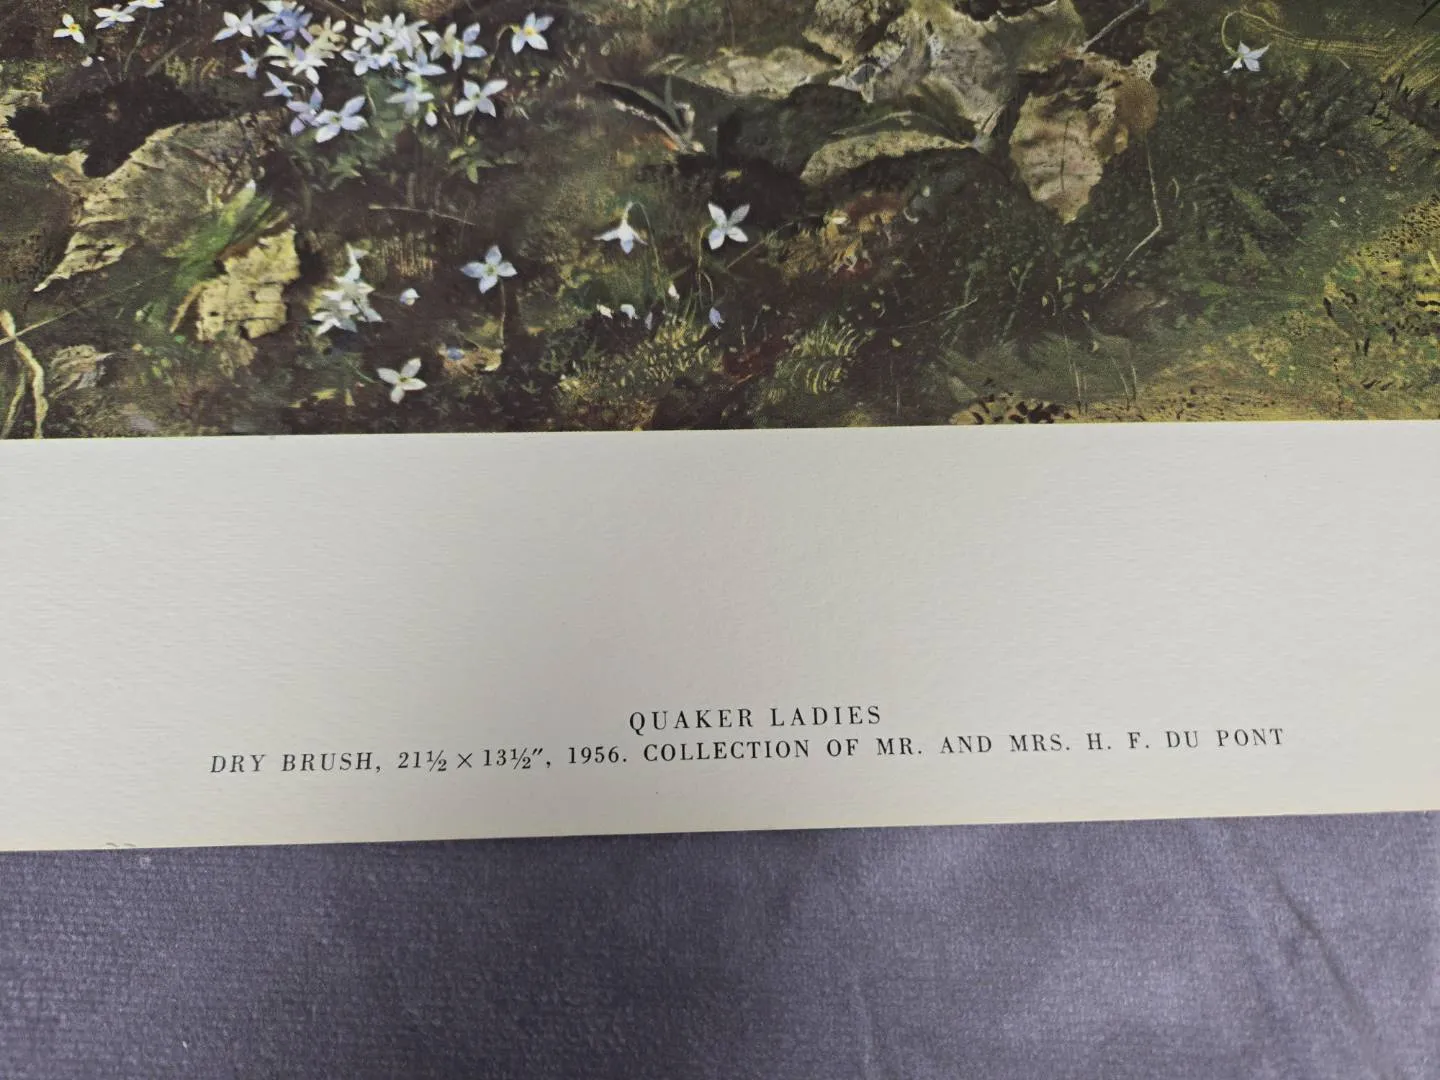 QUAKER LADIES
DRY BRUSH, 21½ × 13½″, 1956. COLLECTION OF MR. AND MRS. H. F. DU PONT